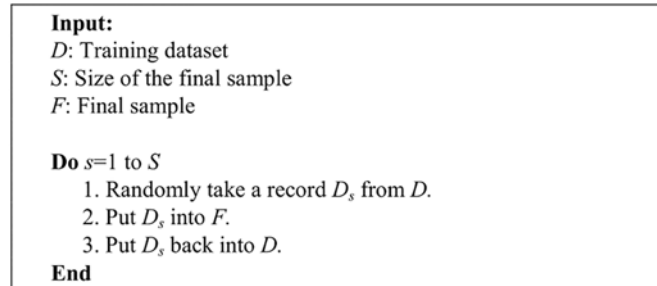 Input:
D: Training dataset
S: Size of the final sample
F: Final sample
Do s=1 to S
1. Randomly take a record Ds from D.
2. Put Ds into F.
3. Put Ds back into D.
End